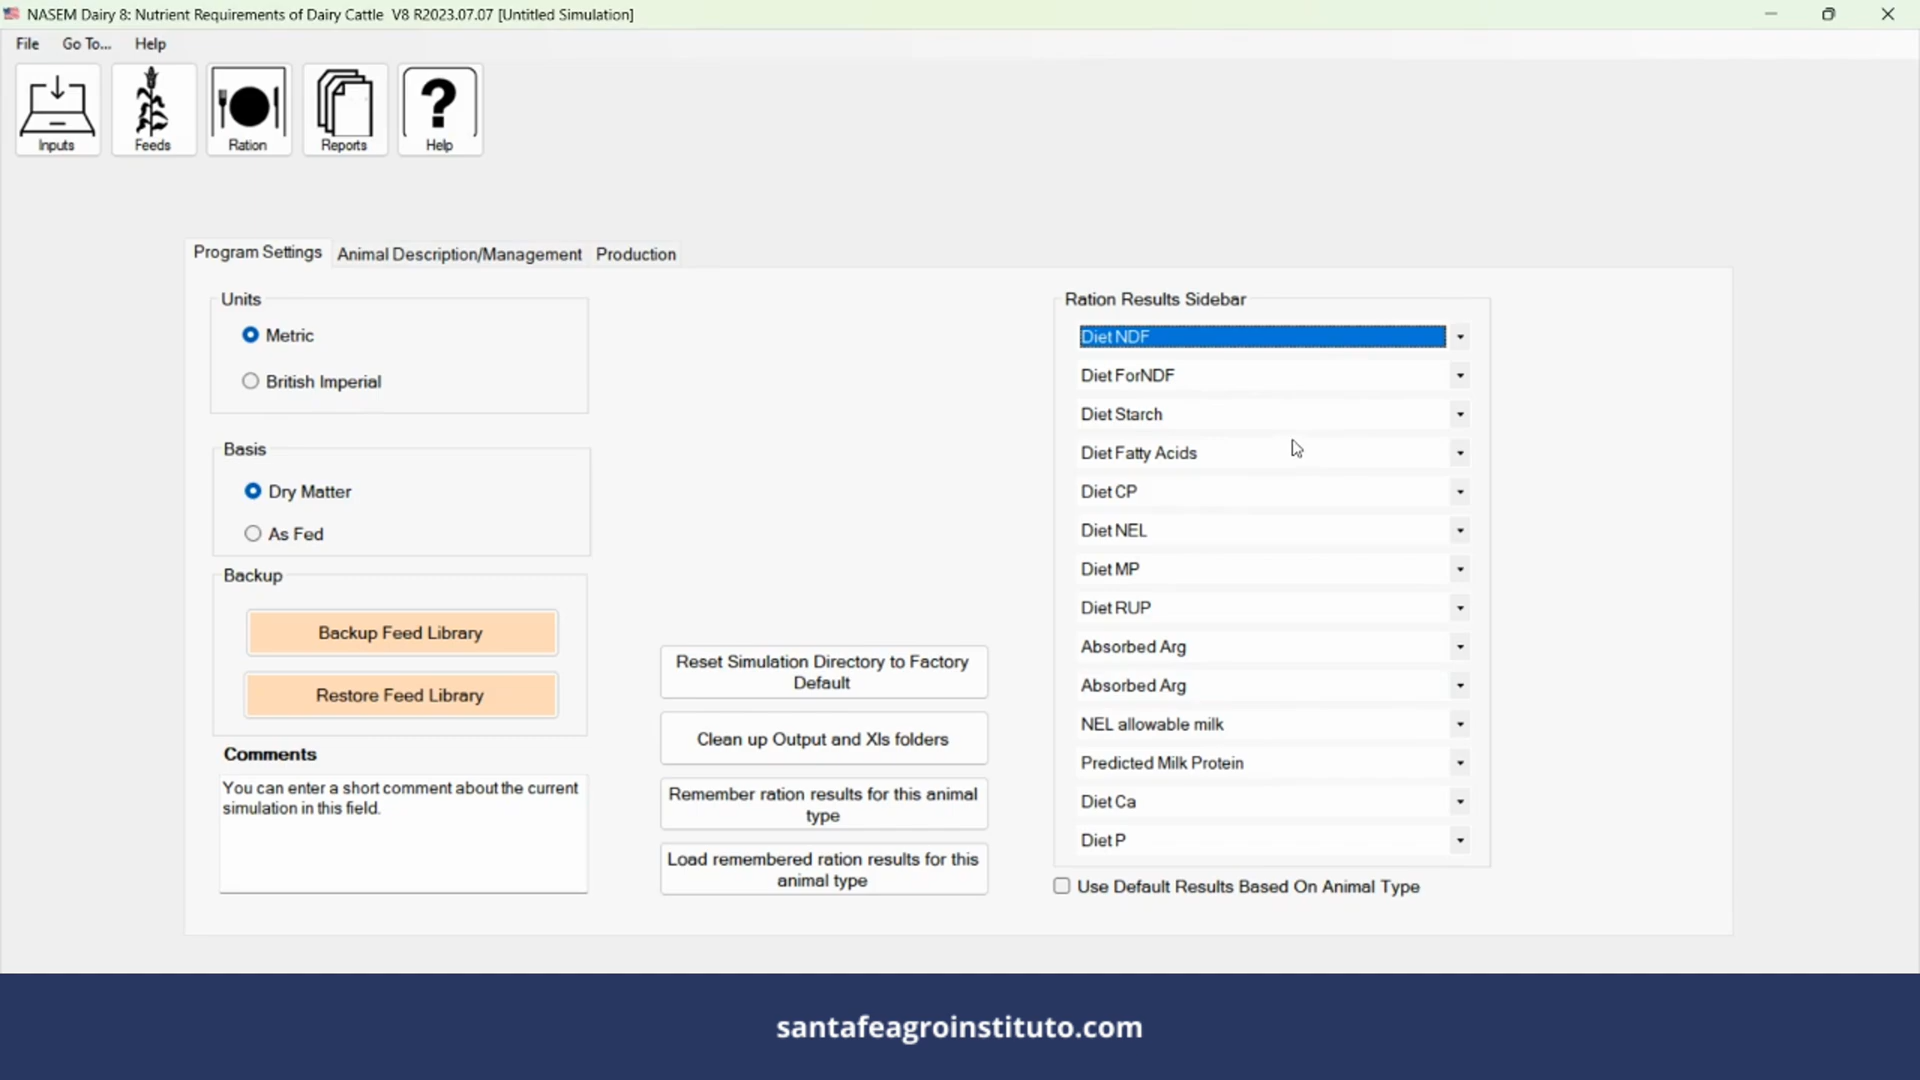 NASEM Dairy 8: Nutrient Requirements of Dairy Cattle V8 R2023.07.07 [Untitled Simulation]
File Go To... Help
Inputs Feeds Ration Reports Help
Program Settings Animal Description/Management Production
Units
Metric
British Imperial
Basis
Dry Matter
As Fed
Backup
Backup Feed Library
Restore Feed Library
Comments
You can enter a short comment about the current
simulation in this field.
Reset Simulation Directory to Factory
Default
Clean up Output and Xls folders
Remember ration results for this animal
type
Load remembered ration results for this
animal type
Ration Results Sidebar
Diet NDF
Diet ForNDF
Diet Starch
Diet Fatty Acids
Diet CP
Diet NEL
Diet MP
Diet RUP
Absorbed Arg
Absorbed Arg
NEL allowable milk
Predicted Milk Protein
Diet Ca
Diet P
Use Default Results Based On Animal Type
santafeagroinstituto.com